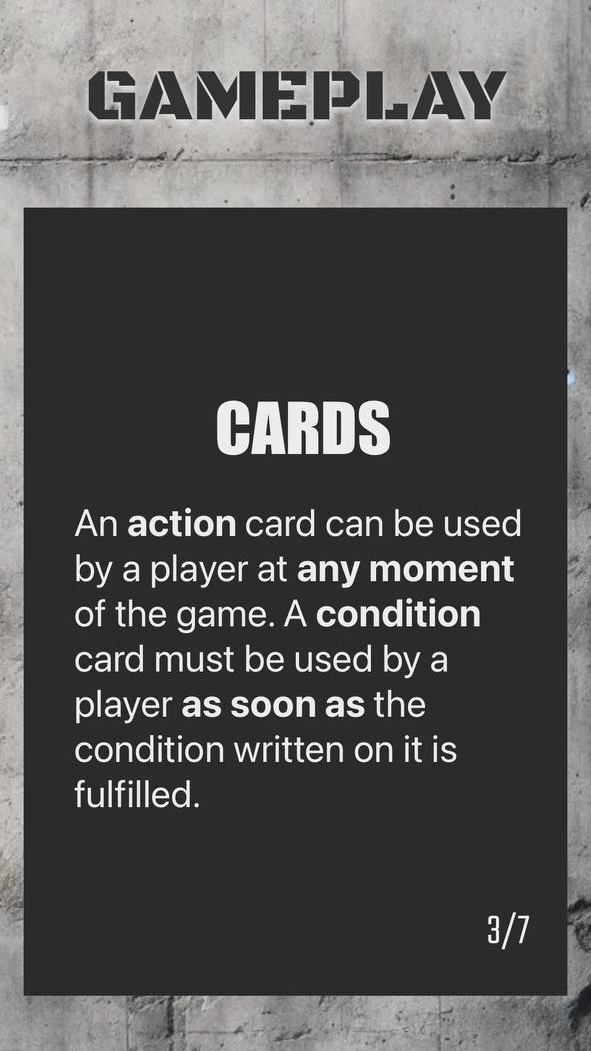 GAMEPLAY
CARDS
An action card can be used
by a player at any moment
of the game. A condition
card must be used by a
player as soon as the
condition written on it is
fulfilled.
3/7